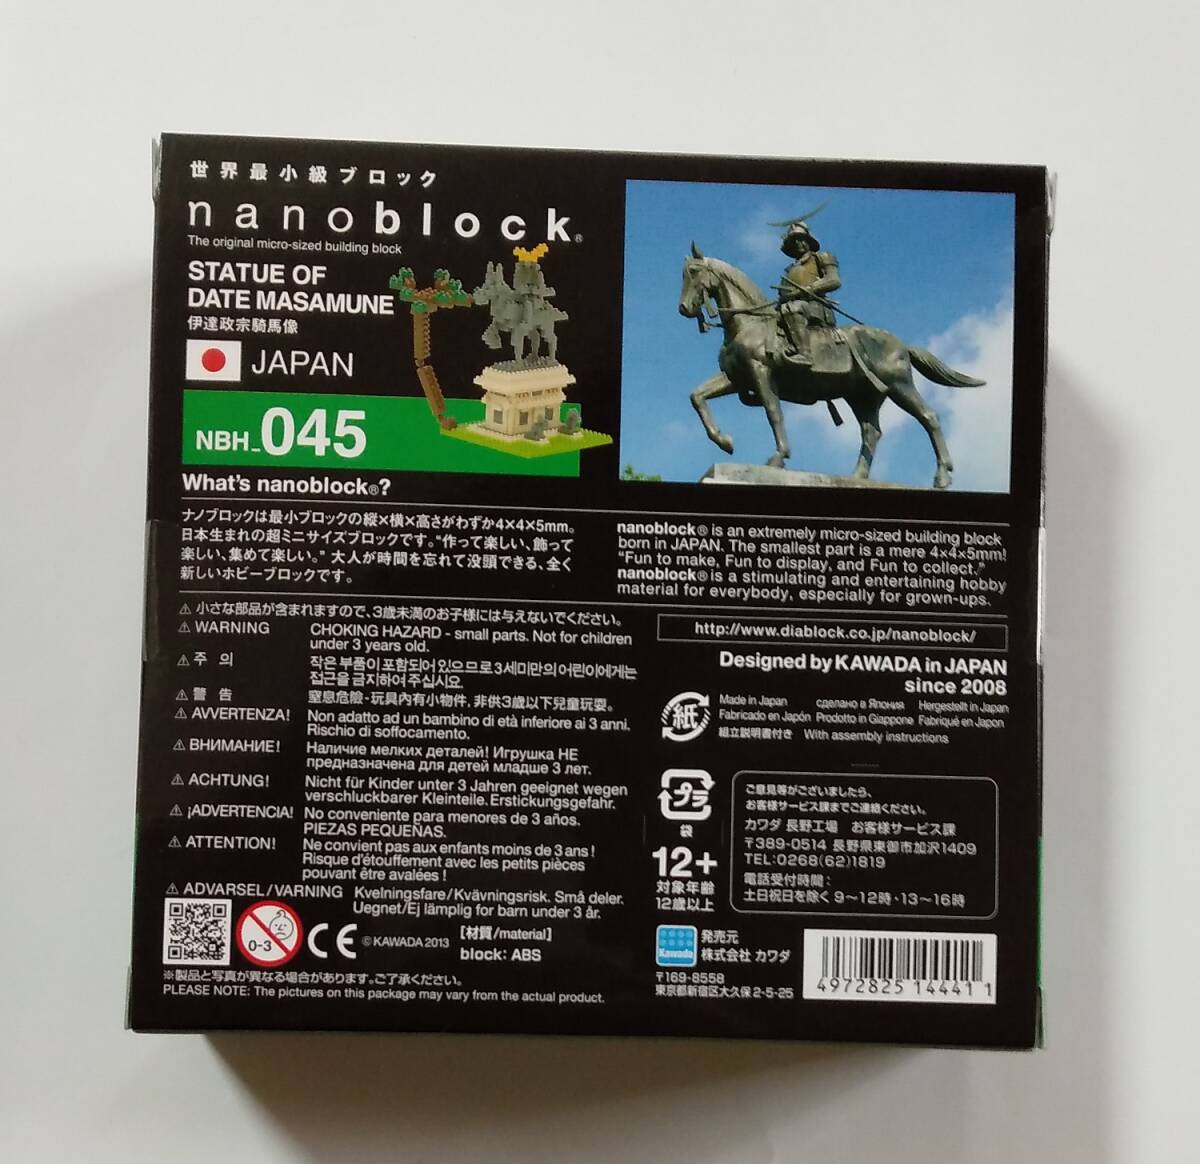 世界最小級ブロック
nanoblock®
The original micro-sized building block
STATUE OF
DATE MASAMUNE
伊達政宗騎馬像
JAPAN
NBH_045
What's nanoblock®?
ナノブロックは最小ブロックの縦×横×高さがわずか4×4×5mm。
日本生まれの超ミニサイズブロックです。"作って楽しい、飾って
楽しい、集めて楽しい。" 大人が時間を忘れて没頭できる、全く
新しいホビーブロックです。
nanoblock® is an extremely micro-sized building block
born in JAPAN. The smallest part is a mere 4×4×5mm!
"Fun to make, Fun to display, and Fun to collect."
nanoblock® is a stimulating and entertaining hobby
material for everybody, especially for grown-ups.
⚠ 小さな部品が含まれますので、3歳未満のお子様には与えないでください。
⚠ WARNING CHOKING HAZARD - small parts. Not for children
under 3 years old.
⚠ 주 의 작은 부품이 포함되어 있으므로 3세미만의 어린이에게는
접근을 금지하여 주십시요.
⚠ 警 告 窒息危險-玩具內有小物件, 非供3歲以下兒童玩耍.
⚠ AVVERTENZA! Non adatto ad un bambino di età inferiore ai 3 anni.
Rischio di soffocamento.
⚠ ВНИМАНИЕ! Наличие мелких деталей! Игрушка НЕ
предназначена для детей младше 3 лет.
⚠ ACHTUNG! Nicht für Kinder unter 3 Jahren geeignet wegen
verschluckbarer Kleinteile. Erstickungsgefahr.
⚠ ¡ADVERTENCIA! No conveniente para menores de 3 años.
PIEZAS PEQUEÑAS.
⚠ ATTENTION! Ne convient pas aux enfants moins de 3 ans !
Risque d'étouffement avec les petits pièces
pouvant être avalées !
⚠ ADVARSEL/VARNING Kvelningsfare/Kvävningsrisk. Små deler.
Uegnet/Ej lämplig for barn under 3 år.
0-3
CE
©KAWADA 2013
【材質/material】
block: ABS
※製品と写真が異なる場合があります。ご了承ください。
PLEASE NOTE: The pictures on this package may vary from the actual product.
http://www.diablock.co.jp/nanoblock/
Designed by KAWADA in JAPAN
since 2008
紙
Made in Japan сделано в Японии Hergestellt in Japan
Fabricado en Japón Prodotto in Giappone Fabriqué en Japon
組立説明書付き With assembly instructions
プラ
袋
12+
対象年齢
12歳以上
ご意見等がございましたら、
お客様サービス課までご連絡ください。
カワダ 長野工場 お客様サービス課
〒389-0514 長野県東御市加沢1409
TEL:0268(62)1819
電話受付時間:
土日祝日を除く 9～12時・13～16時
Kawada
発売元
株式会社 カワダ
〒169-8558
東京都新宿区大久保2-5-25
4972825 144411